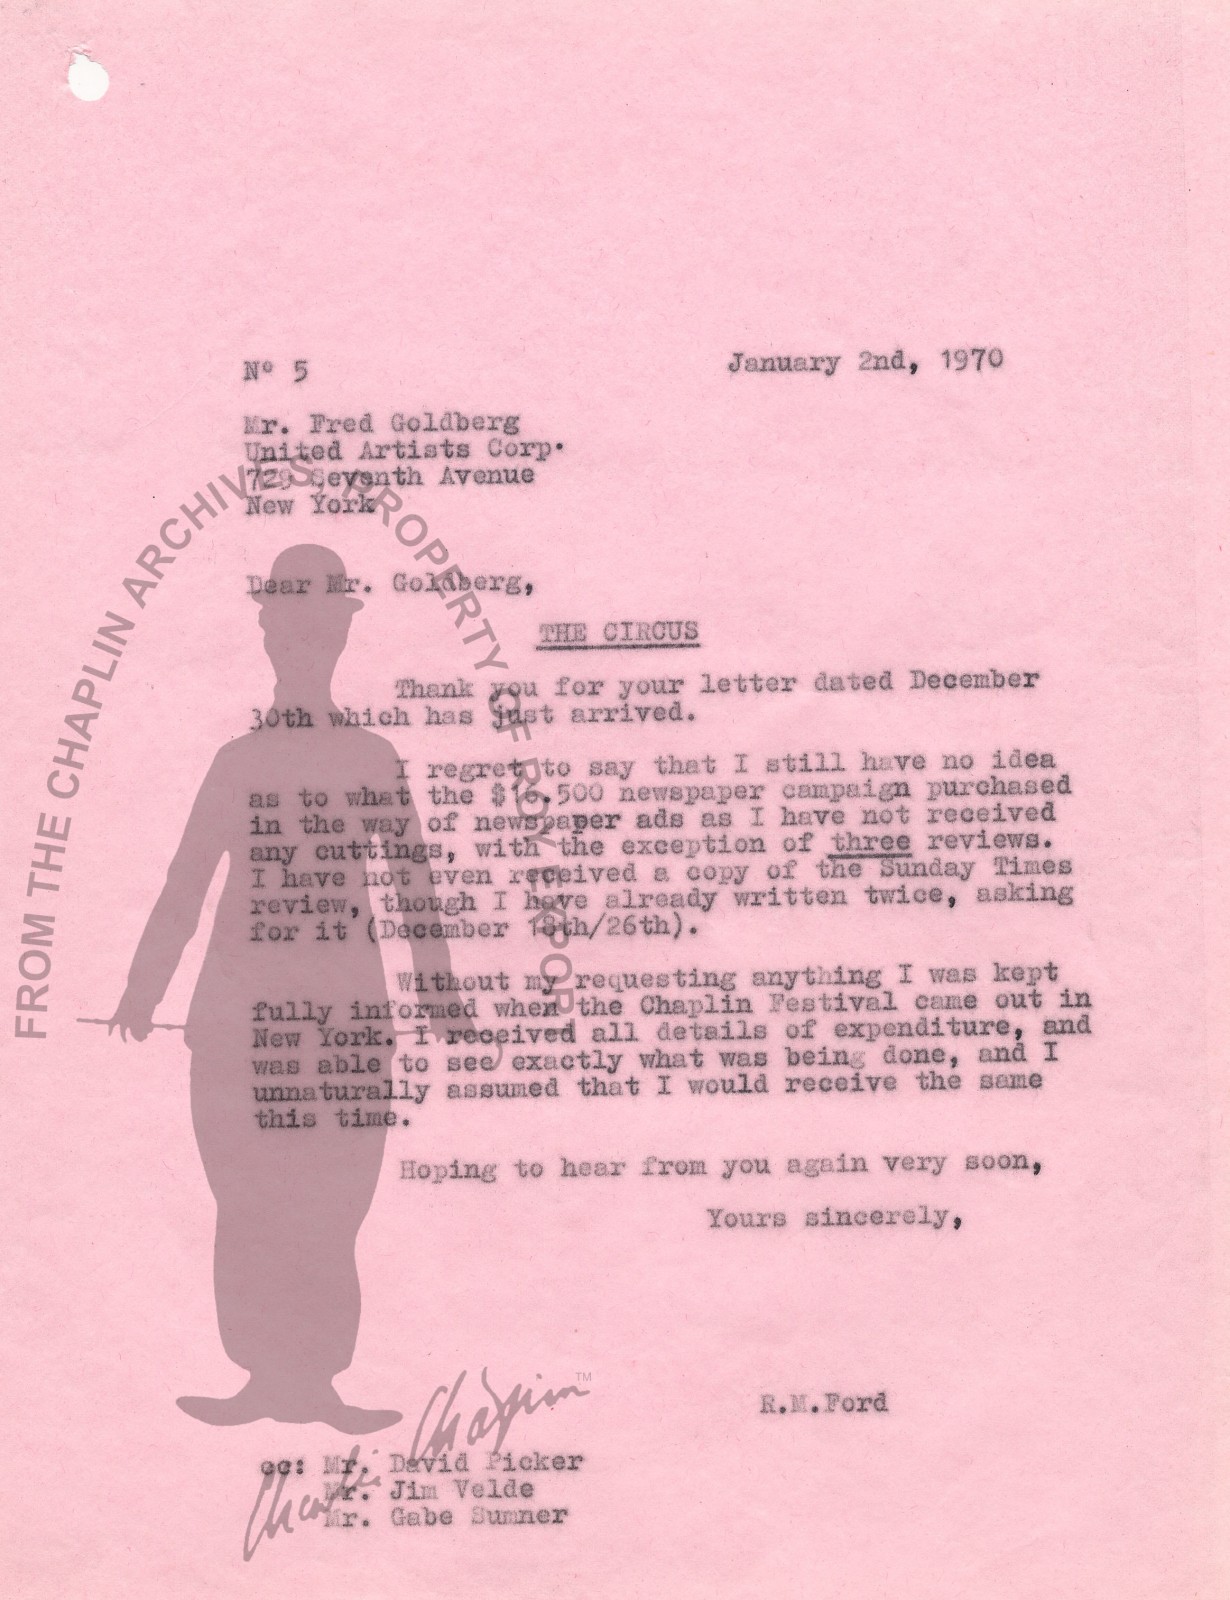 Nº 5
January 2nd, 1970
Mr. Fred Goldberg
United Artists Corp.
729 Seventh Avenue
New York
Dear Mr. Goldberg,
THE CIRCUS
Thank you for your letter dated December
30th which has just arrived.
I regret to say that I still have no idea
as to what the $16.500 newspaper campaign purchased
in the way of newspaper ads as I have not received
any cuttings, with the exception of three reviews.
I have not even received a copy of the Sunday Times
review, though I have already written twice, asking
for it (December 18th/26th).
Without my requesting anything I was kept
fully informed when the Chaplin Festival came out in
New York. I received all details of expenditure, and
was able to see exactly what was being done, and I
unnaturally assumed that I would receive the same
this time.
Hoping to hear from you again very soon,
Yours sincerely,
R.M.Ford
cc: Mr. David Picker
Mr. Jim Velde
Mr. Gabe Sumner
FROM THE CHAPLIN ARCHIVES, PROPERTY OF ROY EXPORT
Charlie Chaplin™